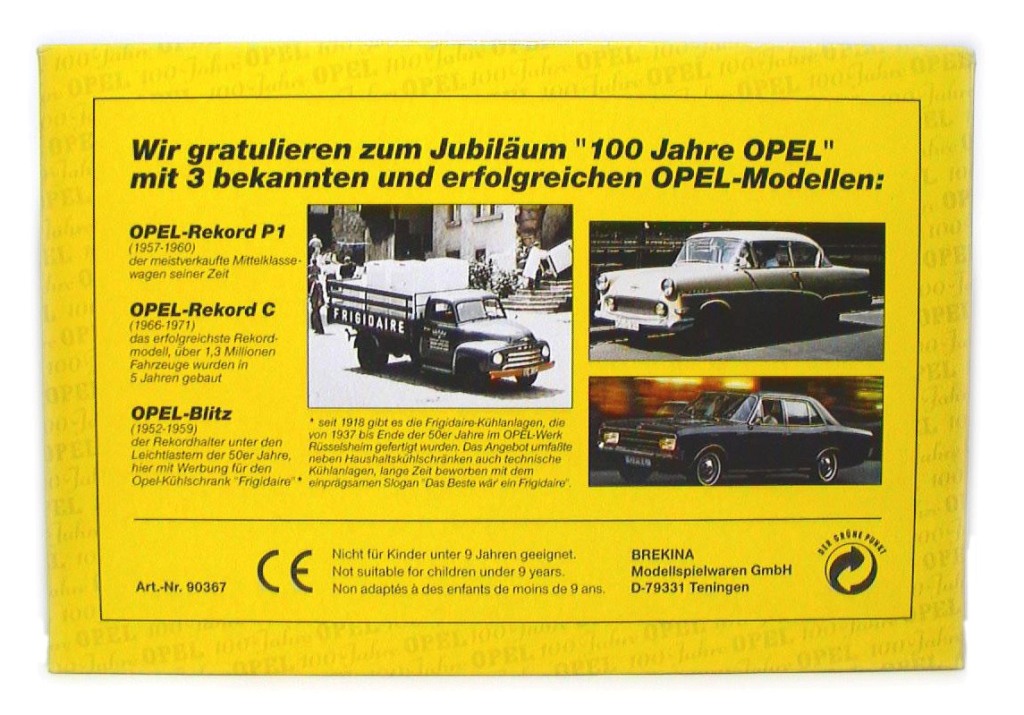 Wir gratulieren zum Jubiläum "100 Jahre OPEL"
mit 3 bekannten und erfolgreichen OPEL-Modellen:
OPEL-Rekord P1
(1957-1960)
der meistverkaufte Mittelklasse-
wagen seiner Zeit
OPEL-Rekord C
(1966-1971)
das erfolgreichste Rekord-
modell, über 1,3 Millionen
Fahrzeuge wurden in
5 Jahren gebaut
OPEL-Blitz
(1952-1959)
der Rekordhalter unter den
Leichtlastern der 50er Jahre,
hier mit Werbung für den
Opel-Kühlschrank "Frigidaire"*
FRIGIDAIRE
* seit 1918 gibt es die Frigidaire-Kühlanlagen, die
von 1937 bis Ende der 50er Jahre im OPEL-Werk
Rüsselsheim gefertigt wurden. Das Angebot umfaßte
neben Haushaltskühlschränken auch technische
Kühlanlagen, lange Zeit beworben mit dem
einprägsamen Slogan "Das Beste wär' ein Frigidaire".
Art.-Nr. 90367
CE
Nicht für Kinder unter 9 Jahren geeignet.
Not suitable for children under 9 years.
Non adaptés à des enfants de moins de 9 ans.
BREKINA
Modellspielwaren GmbH
D-79331 Teningen
DER GRÜNE PUNKT
100 Jahre OPEL